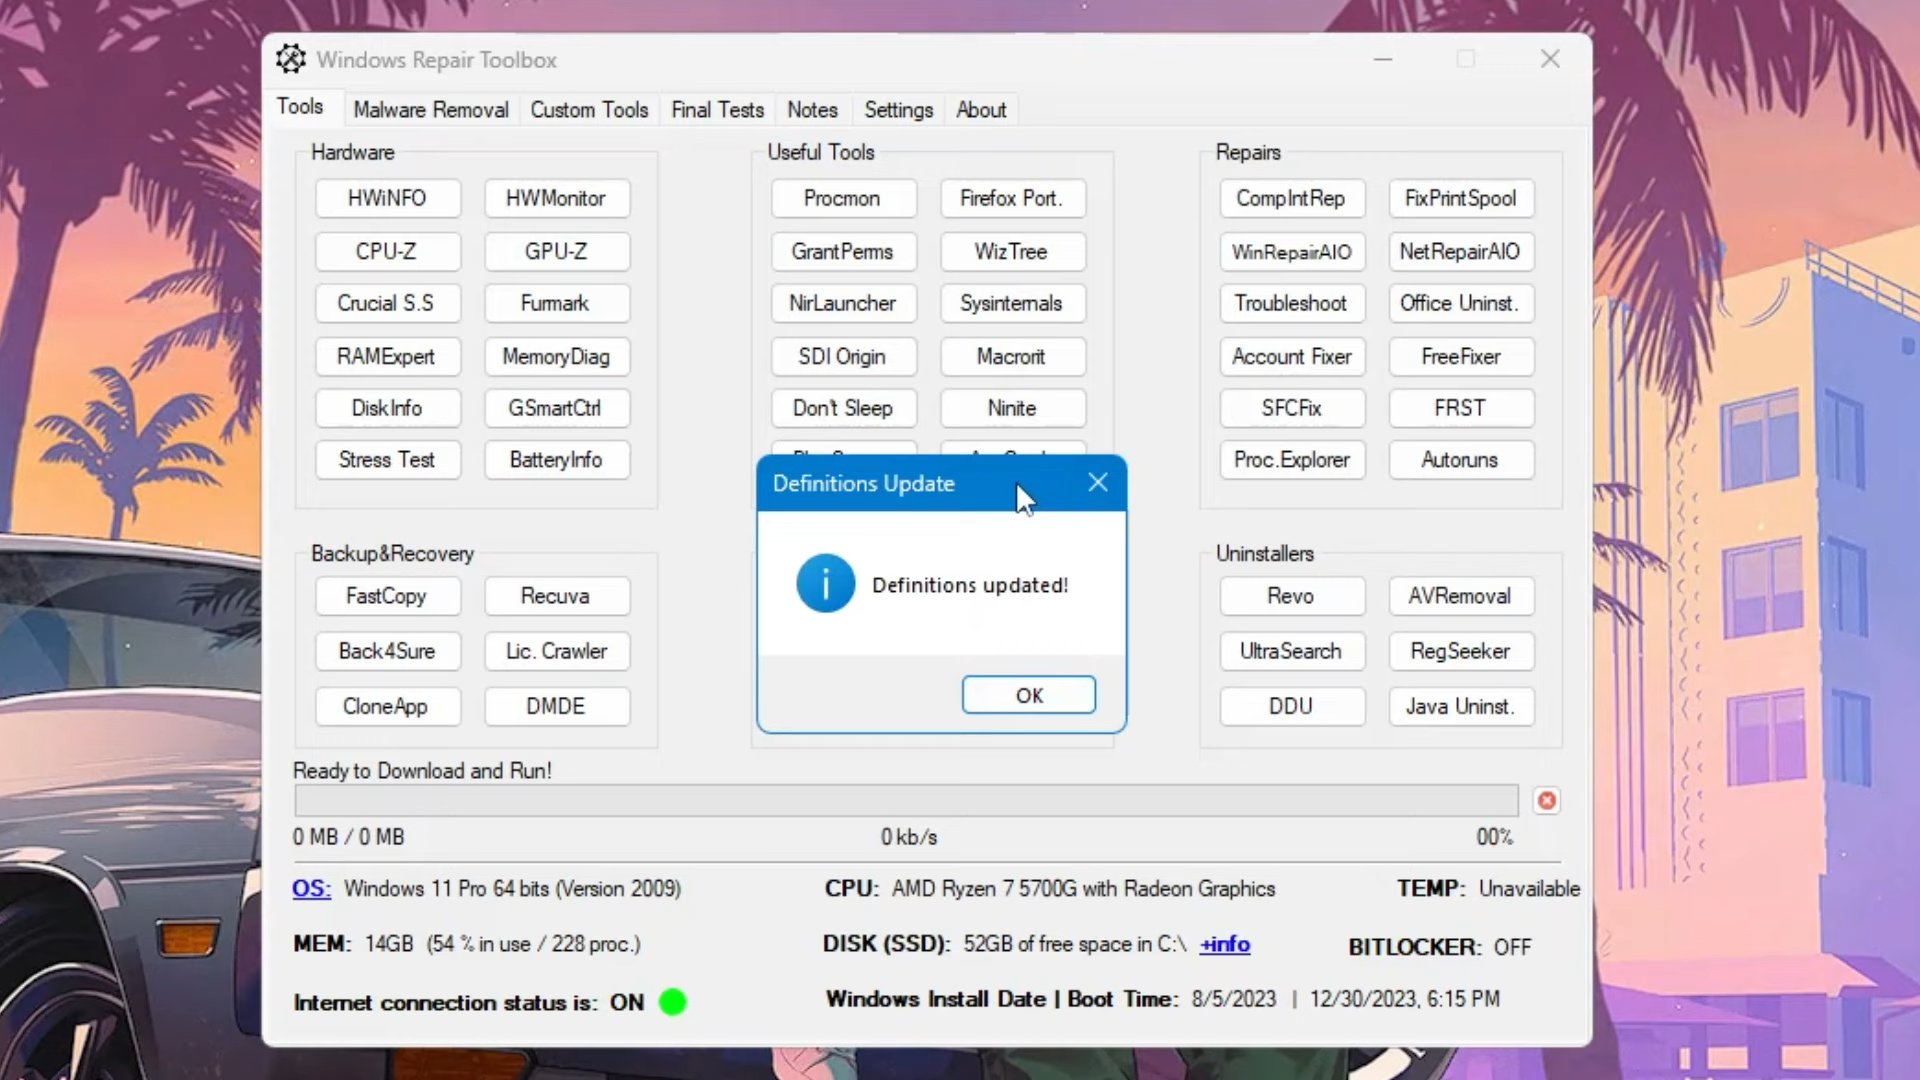 Windows Repair Toolbox
Tools Malware Removal Custom Tools Final Tests Notes Settings About
Hardware
HWiNFO HWMonitor
CPU-Z GPU-Z
Crucial S.S Furmark
RAMExpert MemoryDiag
DiskInfo GSmartCtrl
Stress Test BatteryInfo
Useful Tools
Procmon Firefox Port.
GrantPerms WizTree
NirLauncher Sysinternals
SDI Origin Macrorit
Don't Sleep Ninite
Repairs
CompIntRep FixPrintSpool
WinRepairAIO NetRepairAIO
Troubleshoot Office Uninst.
Account Fixer FreeFixer
SFCFix FRST
Proc.Explorer Autoruns
Backup&Recovery
FastCopy Recuva
Back4Sure Lic. Crawler
CloneApp DMDE
Definitions Update
Definitions updated!
OK
Uninstallers
Revo AVRemoval
UltraSearch RegSeeker
DDU Java Uninst.
Ready to Download and Run!
0 MB / 0 MB 0 kb/s 00%
OS: Windows 11 Pro 64 bits (Version 2009) CPU: AMD Ryzen 7 5700G with Radeon Graphics TEMP: Unavailable
MEM: 14GB (54 % in use / 228 proc.) DISK (SSD): 52GB of free space in C:\ +info BITLOCKER: OFF
Internet connection status is: ON Windows Install Date | Boot Time: 8/5/2023 | 12/30/2023, 6:15 PM